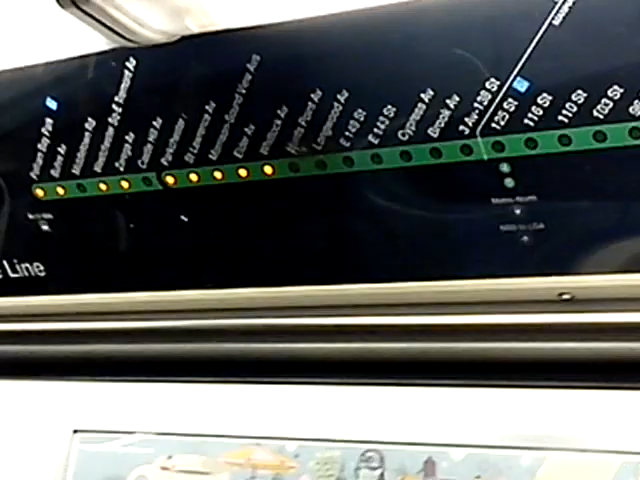 Pelham Bay Park
Buhre Av
Middletown Rd
Westchester Sq E Tremont Av
Zerega Av
Castle Hill Av
Parkchester
St Lawrence Av
Morrison-Sound View Avs
Elder Av
Whitlock Av
Hunts Point Av
Longwood Av
E 149 St
E 143 St
Cypress Av
Brook Av
3 Av-138 St
125 St
116 St
110 St
103 St
Line